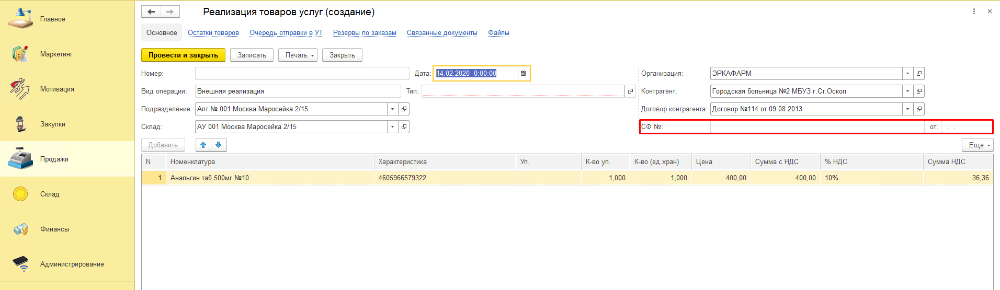 Главное
Маркетинг
Мотивация
Закупки
Продажи
Склад
Финансы
Администрирование
Реализация товаров услуг (создание)
Основное Остатки товаров Очередь отправки в УТ Резервы по заказам Связанные документы Файлы
Провести и закрыть Записать Печать Закрыть
Номер: Дата: 14.02.2020 0:00:00 Организация: ЭРКАФАРМ
Вид операции: Внешняя реализация Тип: Контрагент: Городская больница №2 МБУЗ г.Ст.Оскол
Подразделение: Апт № 001 Москва Маросейка 2/15 Договор контрагента: Договор №114 от 09.08.2013
Склад: АУ 001 Москва Маросейка 2/15 СФ №: от: . .
Добавить Еще
N Номенклатура Характеристика Уп. К-во уп. К-во (ед.хран) Цена Сумма с НДС % НДС Сумма НДС
1 Анальгин таб.500мг №10 4605966579322 1,000 1,000 400,00 400,00 10% 36,36